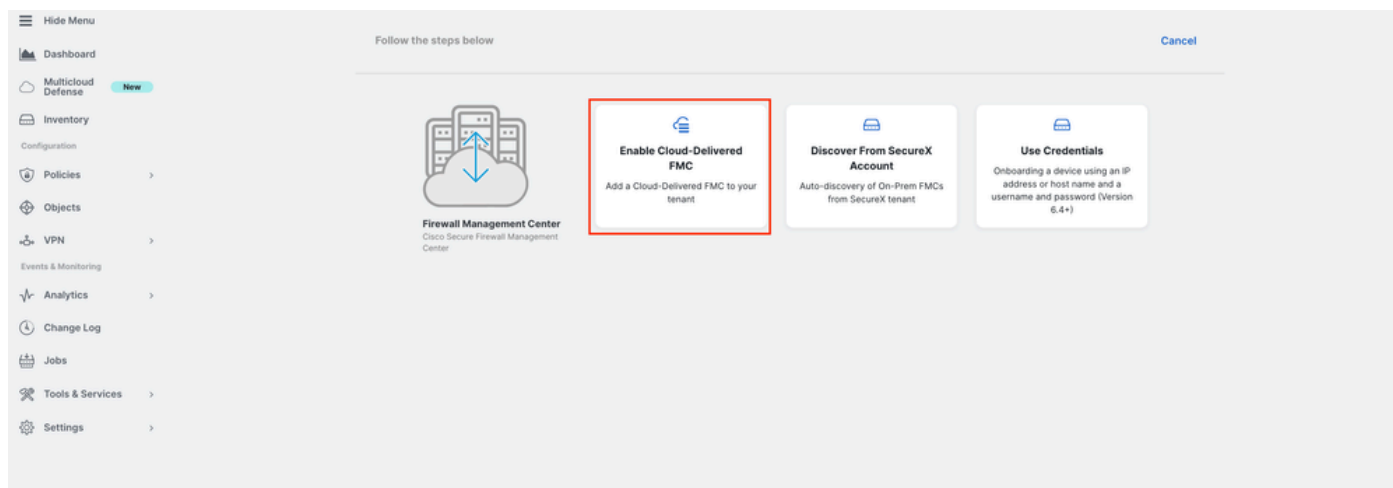 Hide Menu
Dashboard
Multicloud
Defense
New
Inventory
Configuration
Policies
Objects
VPN
Events & Monitoring
Analytics
Change Log
Jobs
Tools & Services
Settings
Follow the steps below
Cancel
Firewall Management Center
Cisco Secure Firewall Management
Center
Enable Cloud-Delivered
FMC
Add a Cloud-Delivered FMC to your
tenant
Discover From SecureX
Account
Auto-discovery of On-Prem FMCs
from SecureX tenant
Use Credentials
Onboarding a device using an IP
address or host name and a
username and password (Version
6.4+)